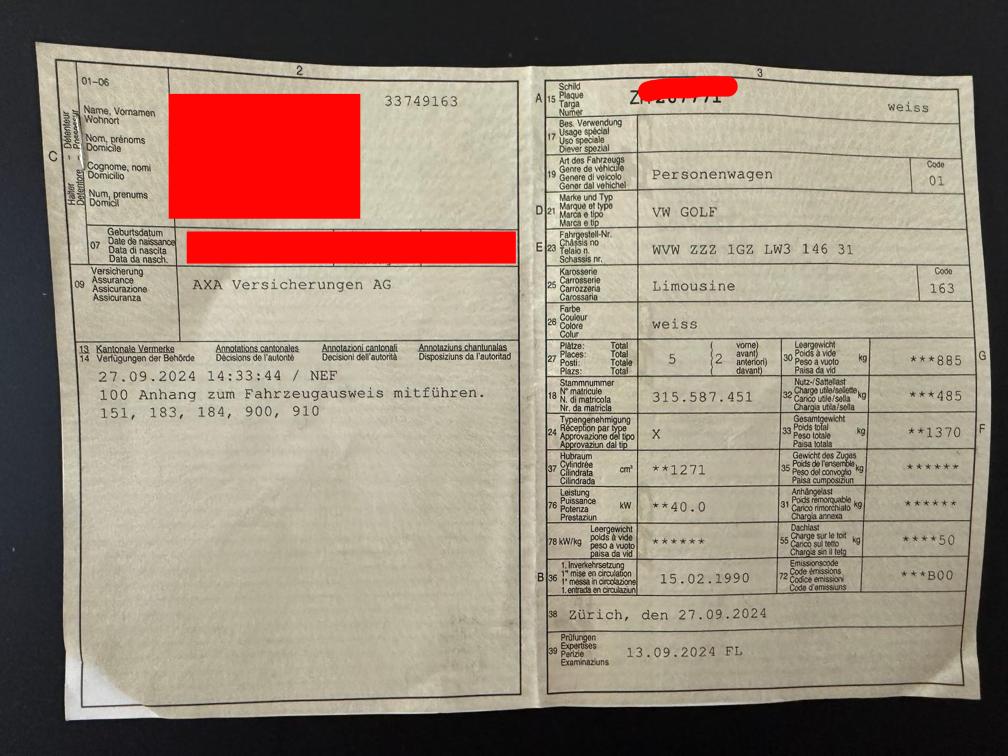 2
01-06
33749163
C
Halter Détenteur
Detentore Possessur
Name, Vornamen
Wohnort
Nom, prénoms
Domicile
Cognome, nomi
Domicilio
Num, prenums
Domicil
07
Geburtsdatum
Date de naissance
Data di nascita
Data da nasch.
09
Versicherung
Assurance
Assicurazione
Assicuranza
AXA Versicherungen AG
13 Kantonale Vermerke Annotations cantonales Annotazioni cantonali Annotaziuns chantunalas
14 Verfügungen der Behörde Décisions de l'autorité Decisioni dell'autorità Disposiziuns da l'autoritad
27.09.2024 14:33:44 / NEF
100 Anhang zum Fahrzeugausweis mitführen.
151, 183, 184, 900, 910
3
A 15
Schild
Plaque
Targa
Numer
weiss
17
Bes. Verwendung
Usage spécial
Uso speciale
Diever spezial
19
Art des Fahrzeugs
Genre de véhicule
Genere di veicolo
Gener dal vehichel
Personenwagen
Code
01
D 21
Marke und Typ
Marque et type
Marca e tipo
Marca e tip
VW GOLF
E 23
Fahrgestell-Nr.
Châssis no
Telaio n.
Schassis nr.
WVW ZZZ 1GZ LW3 146 31
25
Karosserie
Carrosserie
Carrozzeria
Carossaria
Limousine
Code
163
26
Farbe
Couleur
Colore
Colur
weiss
27
Plätze: Total
Places: Total
Posti: Totale
Plazs: Total
5
(2
vorne)
avant)
anteriori)
davant)
30
Leergewicht
Poids à vide
Peso a vuoto
Paisa da vid
kg
***885
G
18
Stammnummer
N° matricule
N. di matricola
Nr. da matricla
315.587.451
32
Nutz-/Sattellast
Charge utile/sellette
Carico utile/sella
Chargia utila/sella
kg
***485
24
Typengenehmigung
Réception par type
Approvazione del tipo
Approvaziun dal tip
X
33
Gesamtgewicht
Poids total
Peso totale
Paisa totala
kg
**1370
F
37
Hubraum
Cylindrée
Cilindrata
Cilindrada
cm³
**1271
35
Gewicht des Zuges
Poids de l'ensemble
Peso del convoglio
Paisa cumposiziun
kg
******
76
Leistung
Puissance
Potenza
Prestaziun
kW
**40.0
31
Anhängelast
Poids remorquable
Carico rimorchiato
Chargia annexa
kg
******
78 kW/kg
Leergewicht
poids à vide
peso a vuoto
paisa da vid
******
55
Dachlast
Charge sur le toit
Carico sul tetto
Chargia sin il tetg
kg
****50
B 36
1. Inverkehrsetzung
1re mise en circulation
1a messa in circolazione
1. entrada en circulaziun
15.02.1990
72
Emissionscode
Code émissions
Codice emissioni
Code d'emissiuns
***B00
38 Zürich, den 27.09.2024
39
Prüfungen
Expertises
Perizie
Examinaziuns
13.09.2024 FL